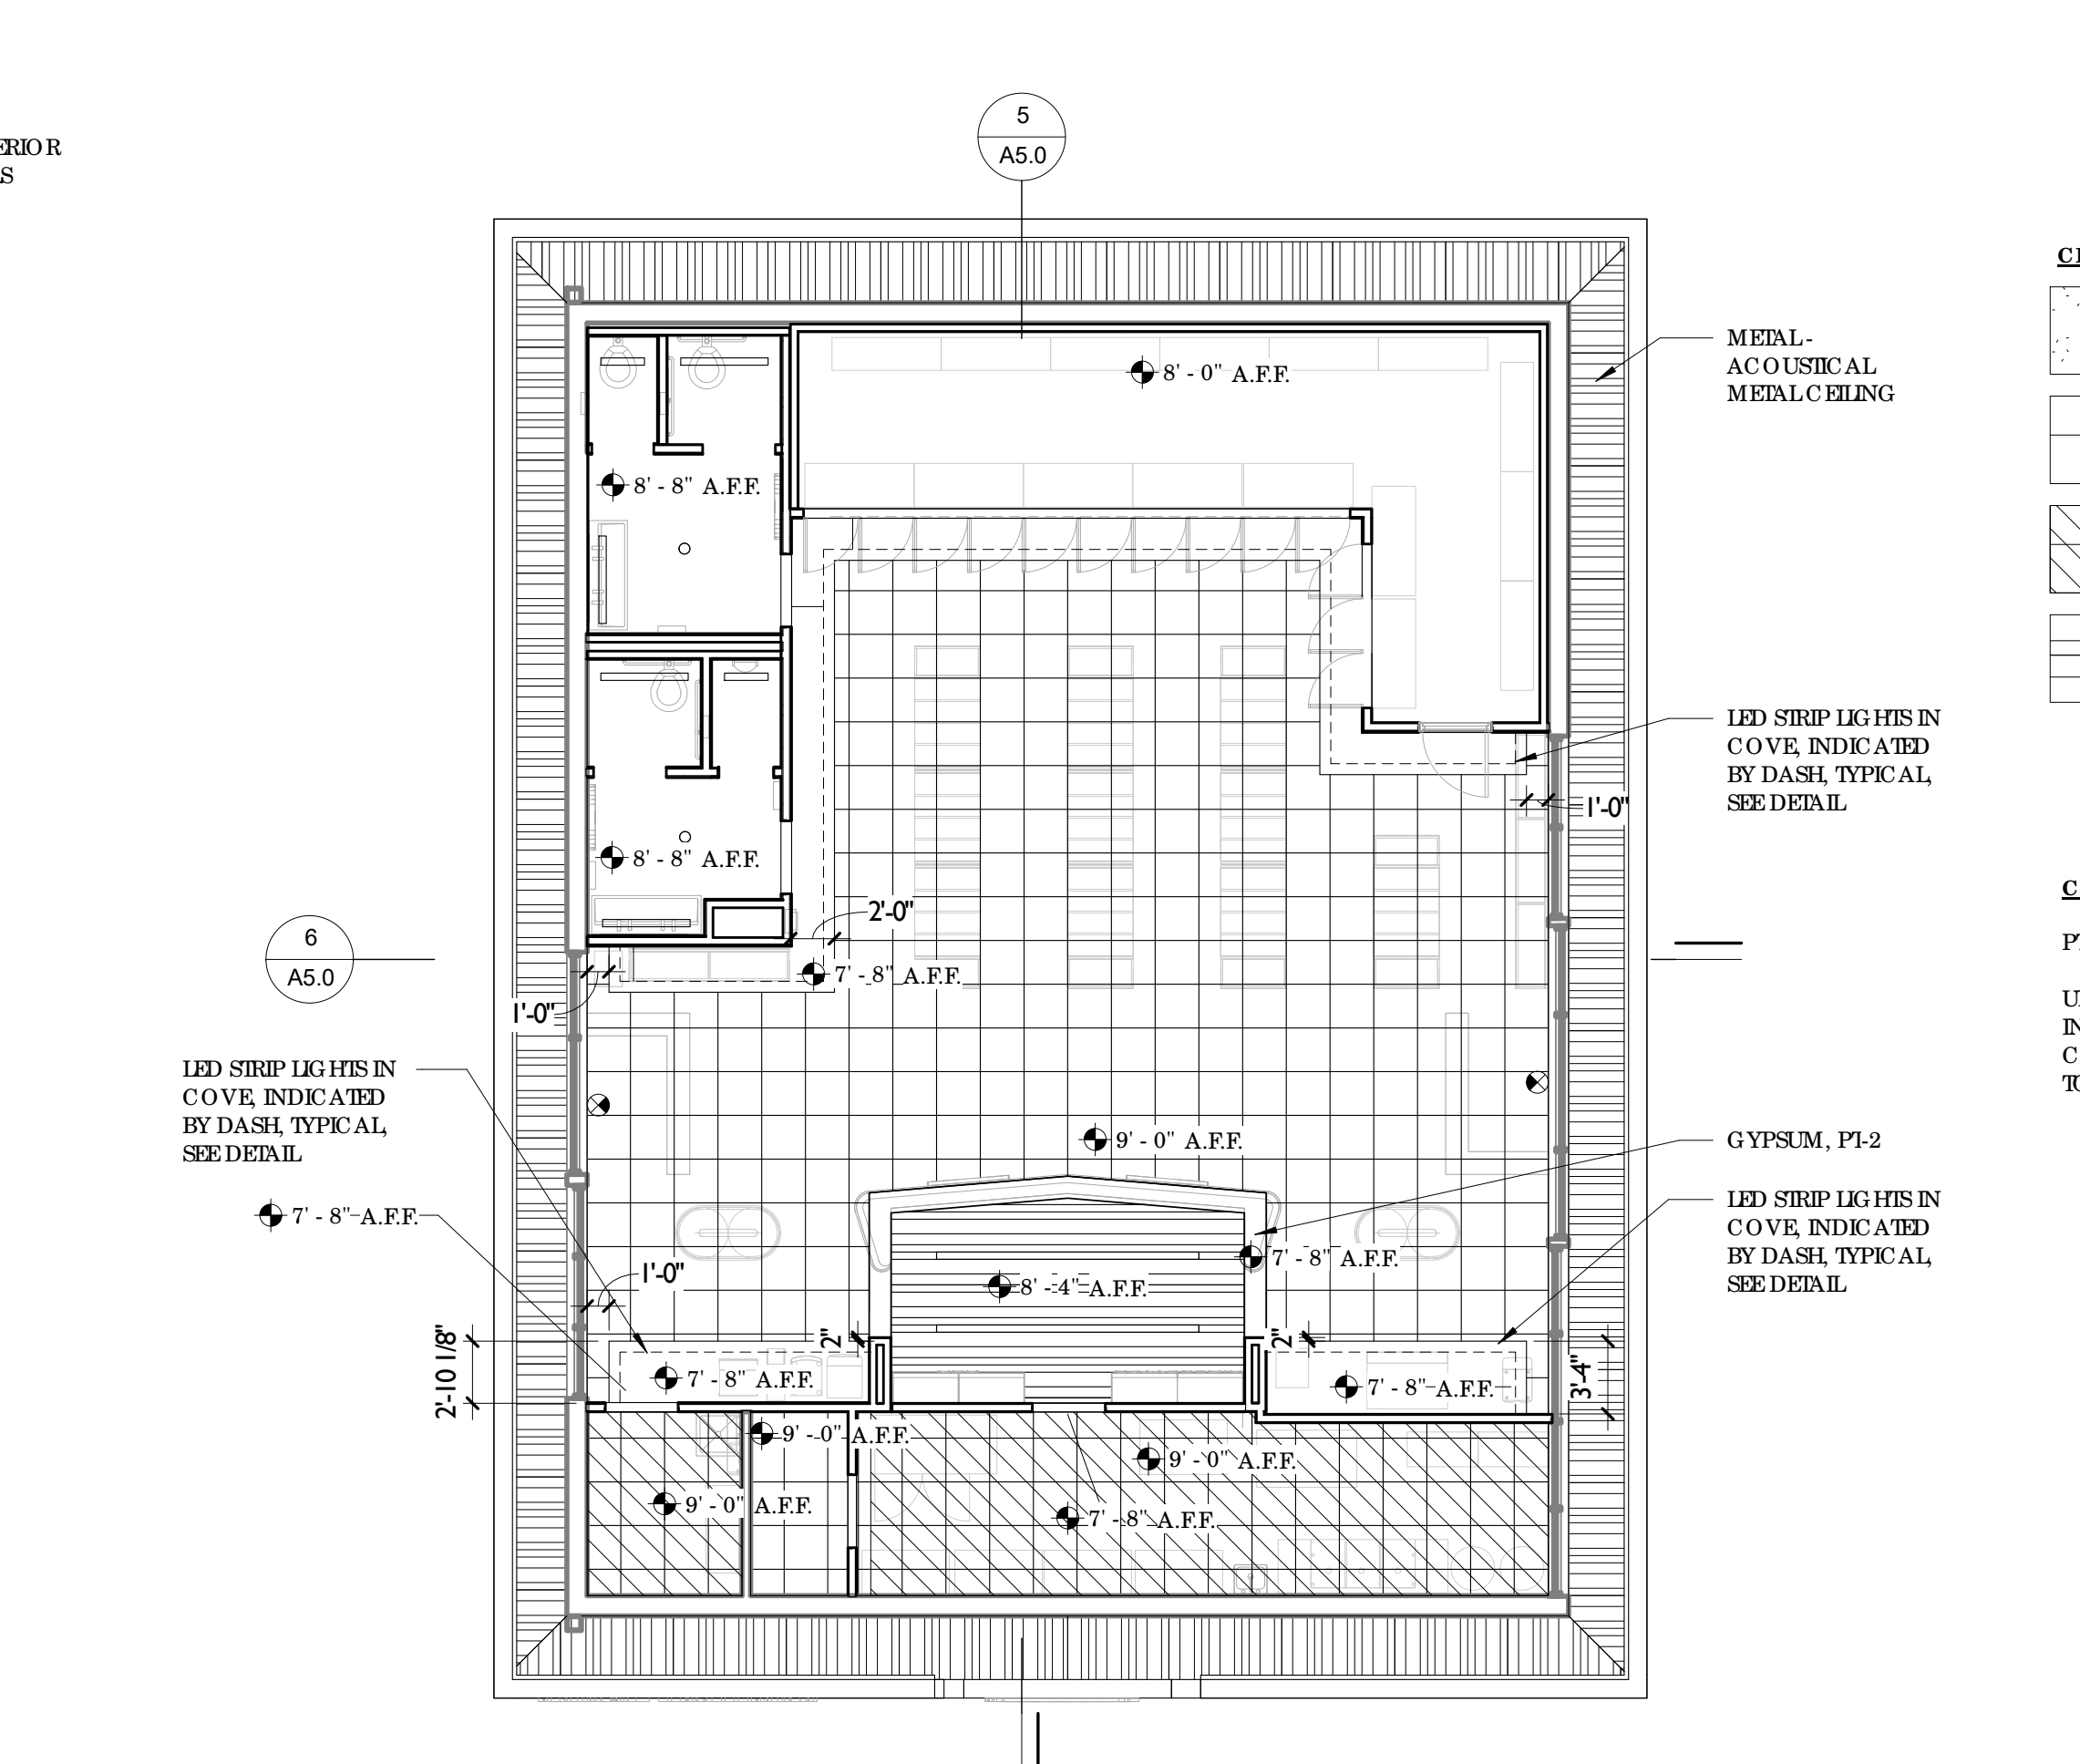 5
A5.0
ERIOR
S
8' - 0" A.F.F.
METAL -
ACOUSTICAL
METAL CEILING
8' - 8" A.F.F.
LED STRIP LIGHTS IN
COVE, INDICATED
BY DASH, TYPICAL,
SEE DETAIL
1'-0"
8' - 8" A.F.F.
2'-0"
6
A5.0
7' - 8" A.F.F.
1'-0"
LED STRIP LIGHTS IN
COVE, INDICATED
BY DASH, TYPICAL,
SEE DETAIL
9' - 0" A.F.F.
GYPSUM, PT-2
7' - 8" A.F.F.
LED STRIP LIGHTS IN
COVE, INDICATED
BY DASH, TYPICAL,
SEE DETAIL
7' - 8" A.F.F.
8' - 4" A.F.F.
1'-0"
2'-10 1/8"
2"
2"
3'-4"
7' - 8" A.F.F.
7' - 8" A.F.F.
9' - 0" A.F.F.
9' - 0" A.F.F.
9' - 0" A.F.F.
7' - 8" A.F.F.
C
P
U
IN
C
TO